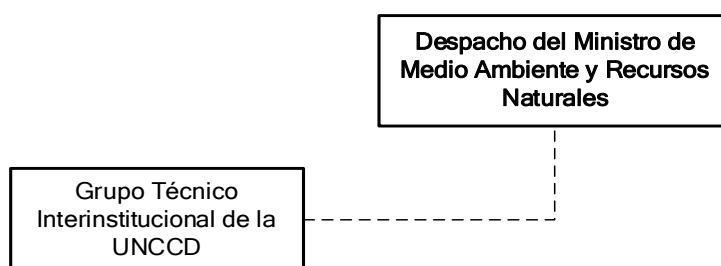 Despacho del Ministro de
Medio Ambiente y Recursos
Naturales
Grupo Técnico
Interinstitucional de la
UNCCD